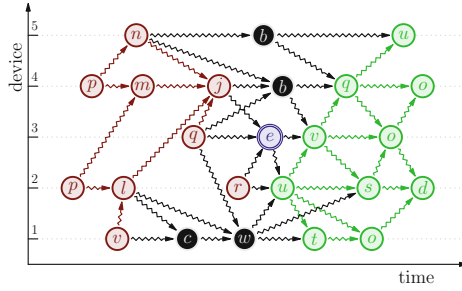 device
5 n b u
4 p m j b q o
3 q e v o
2 p l r u s d
1 v c w t o
time